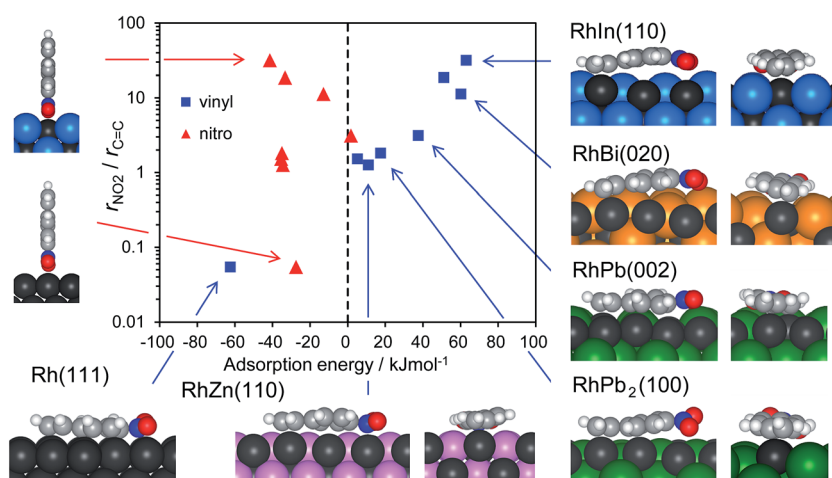 RhIn(110)
100
10
1
0.1
0.01
rNO2 / rC=C
vinyl
nitro
RhBi(020)
RhPb(002)
-100 -80 -60 -40 -20 0 20 40 60 80 100
Adsorption energy / kJmol-1
Rh(111)
RhZn(110)
RhPb2(100)